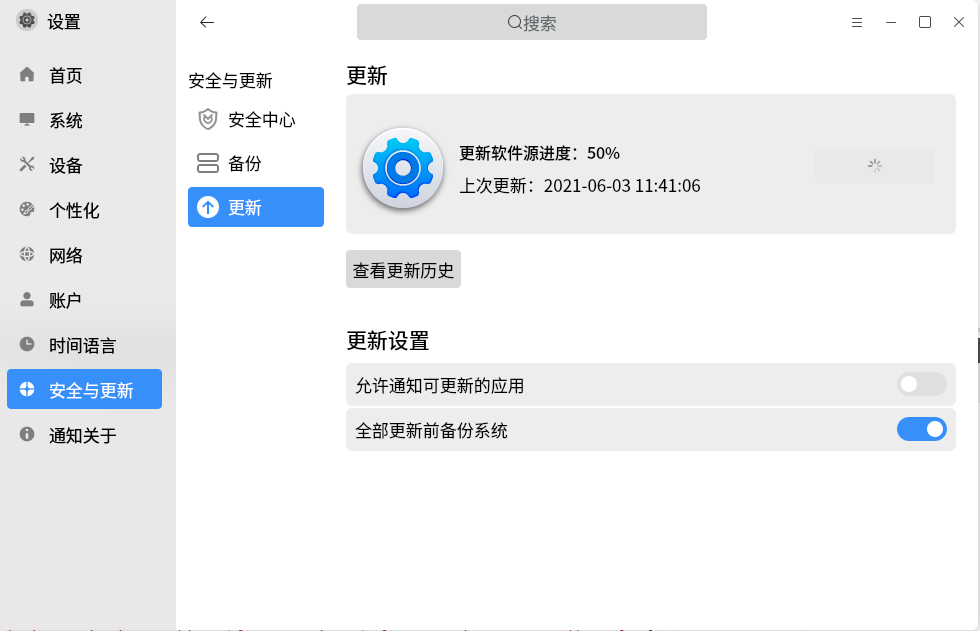 设置
搜索
首页
系统
设备
个性化
网络
账户
时间语言
安全与更新
通知关于
安全与更新
安全中心
备份
更新
更新
更新软件源进度：50%
上次更新：2021-06-03 11:41:06
查看更新历史
更新设置
允许通知可更新的应用
全部更新前备份系统